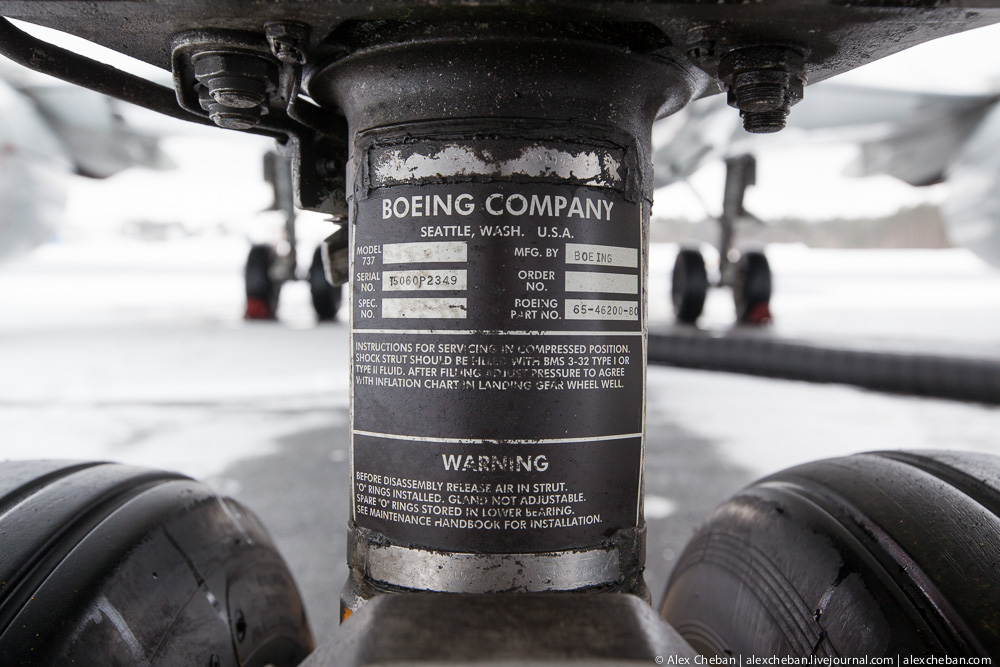 BOEING COMPANY
SEATTLE, WASH. U.S.A.
MODEL 737
MFG. BY BOEING
SERIAL NO. T5060P2349
ORDER NO.
SPEC. NO.
BOEING PART NO. 65-46200-80
INSTRUCTIONS FOR SERVICING IN COMPRESSED POSITION.
SHOCK STRUT SHOULD BE FILLED WITH BMS 3-32 TYPE I OR
TYPE II FLUID. AFTER FILLING ADJUST PRESSURE TO AGREE
WITH INFLATION CHART IN LANDING GEAR WHEEL WELL.
WARNING
BEFORE DISASSEMBLY RELEASE AIR IN STRUT.
"O" RINGS INSTALLED. GLAND NOT ADJUSTABLE.
SPARE "O" RINGS STORED IN LOWER BEARING.
SEE MAINTENANCE HANDBOOK FOR INSTALLATION.
© Alex Cheban | alexcheban.livejournal.com | alexcheban.com